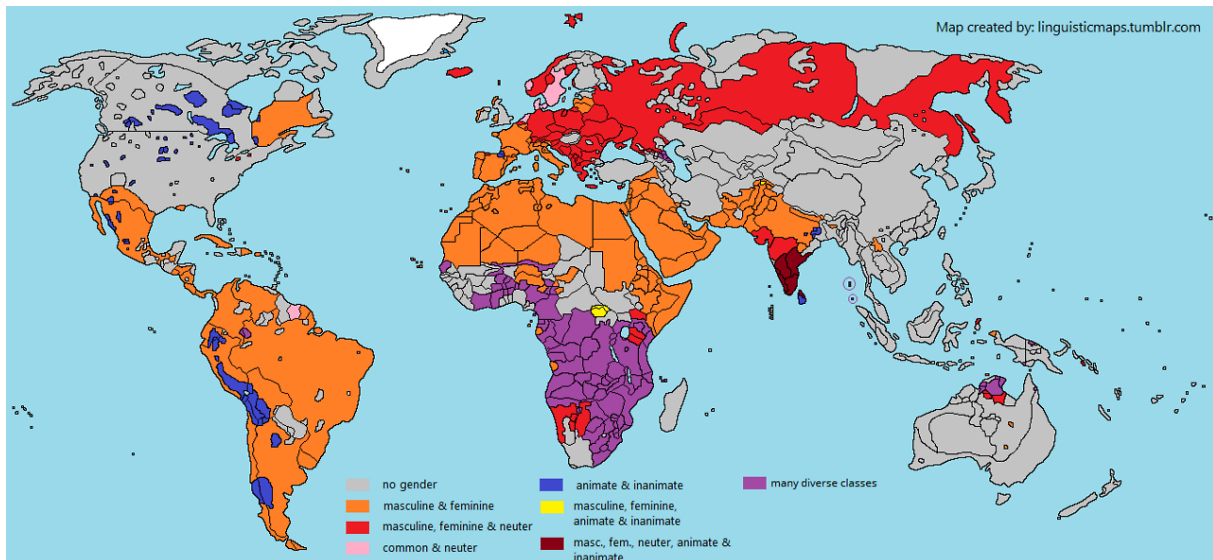 Map created by: linguisticmaps.tumblr.com
no gender
masculine & feminine
masculine, feminine & neuter
common & neuter
animate & inanimate
masculine, feminine,
animate & inanimate
masc., fem., neuter, animate &
inanimate
many diverse classes